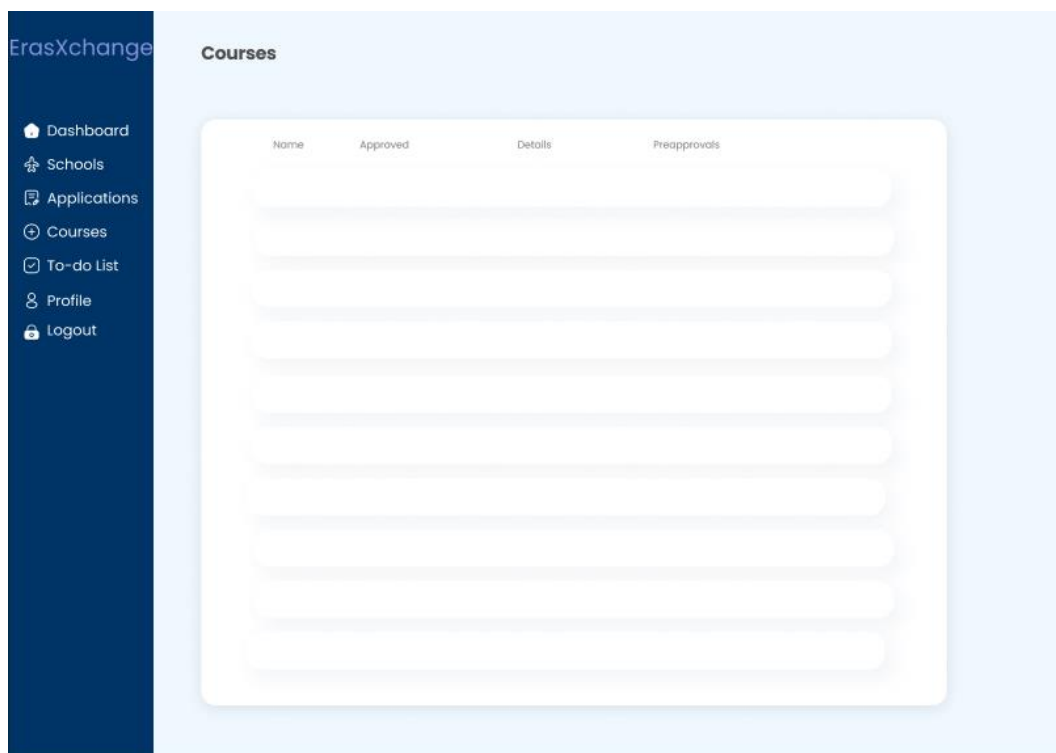 ErasXchange
Courses
Dashboard
Schools
Applications
Courses
To-do List
Profile
Logout
Name Approved Details Preapprovals